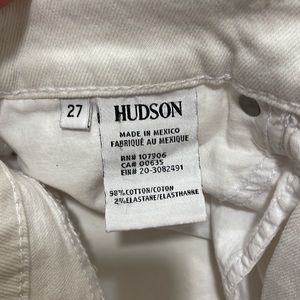 27
HUDSON
MADE IN MEXICO
FABRIQUÉ AU MEXIQUE
RN# 107906
CA# 00635
EIN# 20-3082491
98% COTTON/COTON
2% ELASTANE/ELASTHANNE